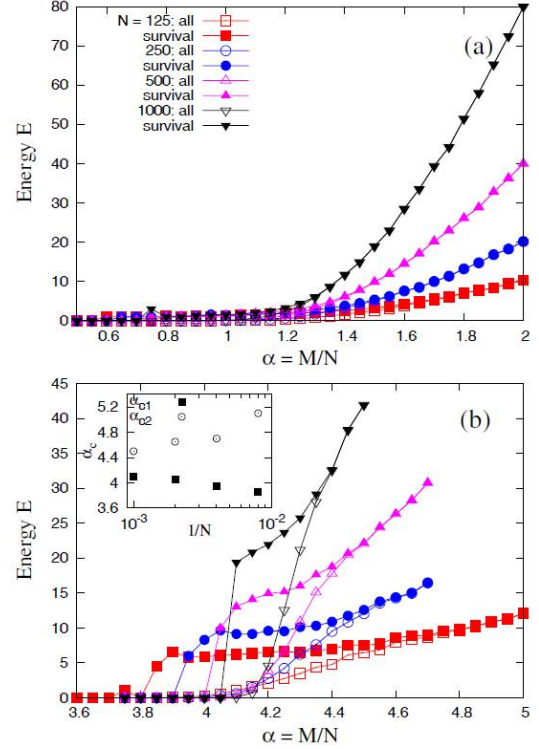 80
70
60
50
40
30
20
10
0
Energy E
N = 125: all
survival
250: all
survival
500: all
survival
1000: all
survival
(a)
0.6 0.8 1 1.2 1.4 1.6 1.8 2
α = M/N
45
40
35
30
25
20
15
10
5
0
Energy E
αc1
αc2
5.2
4.8
4.4
4
3.6
αc
10-3 10-2
1/N
(b)
3.6 3.8 4 4.2 4.4 4.6 4.8 5
α = M/N